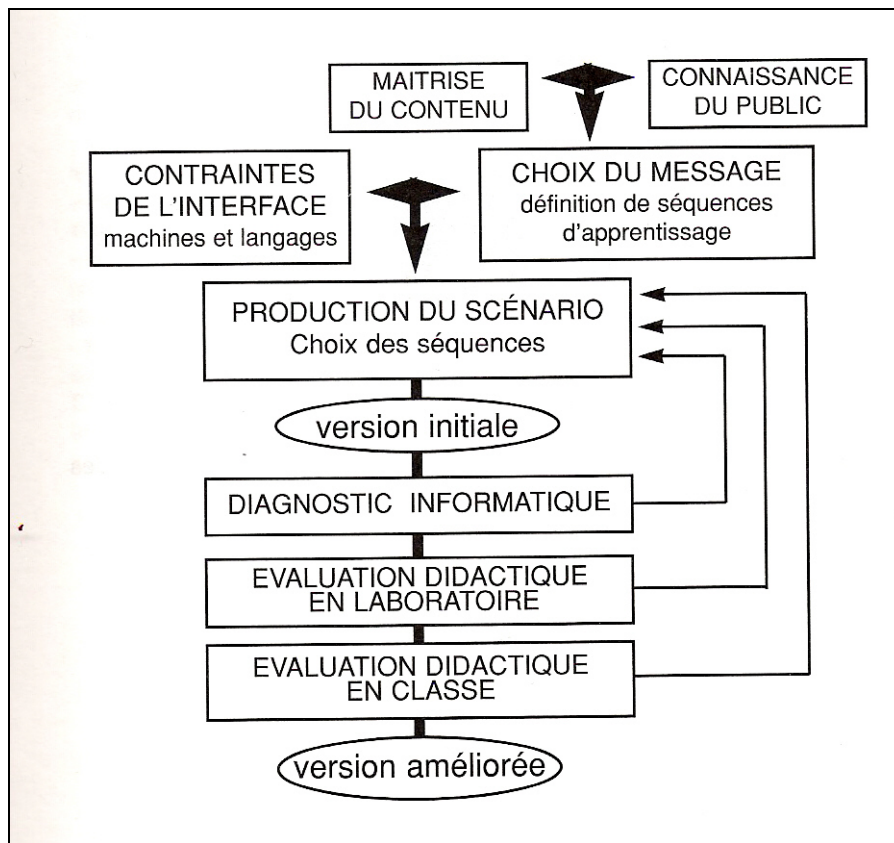 MAITRISE
DU CONTENU
CONNAISSANCE
DU PUBLIC
CONTRAINTES
DE L'INTERFACE
machines et langages
CHOIX DU MESSAGE
définition de séquences
d'apprentissage
PRODUCTION DU SCÉNARIO
Choix des séquences
version initiale
DIAGNOSTIC INFORMATIQUE
EVALUATION DIDACTIQUE
EN LABORATOIRE
EVALUATION DIDACTIQUE
EN CLASSE
version améliorée